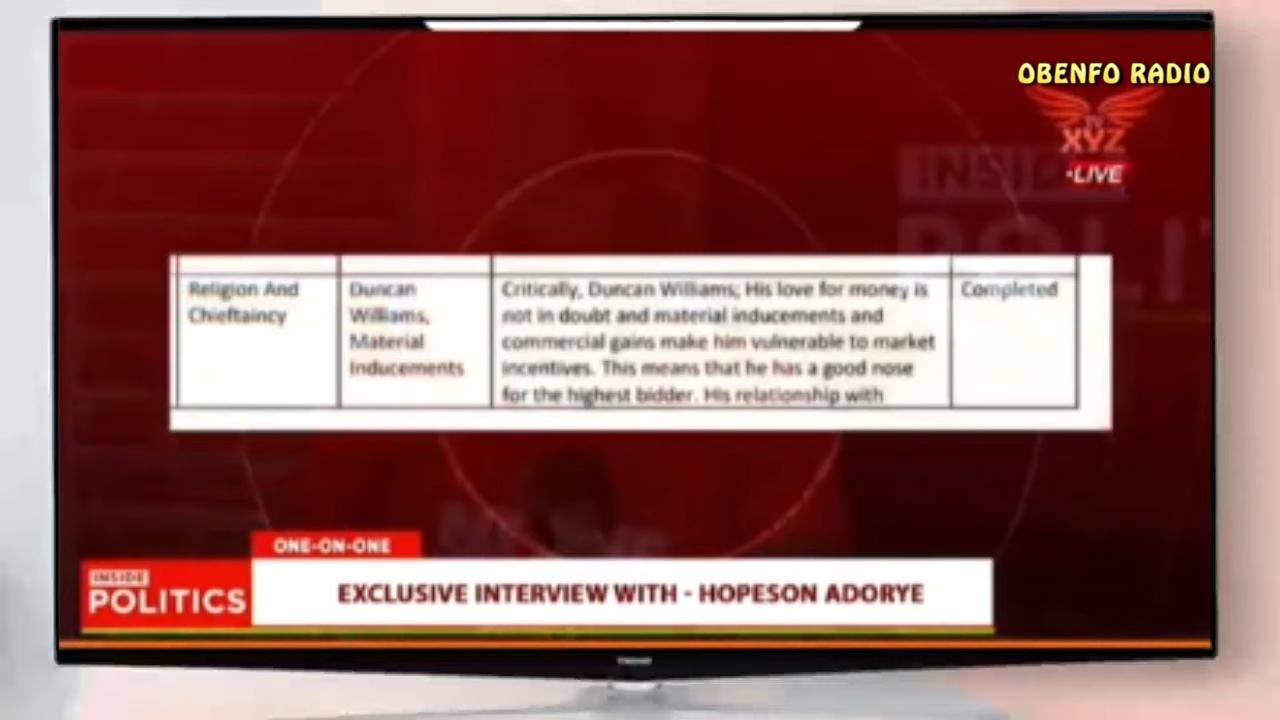 OBENFO RADIO
TV
XYZ
•LIVE
INSIDE
POLIT
Religion And
Chieftaincy
Duncan
Williams,
Material
Inducements
Critically, Duncan Williams; His love for money is
not in doubt and material inducements and
commercial gains make him vulnerable to market
incentives. This means that he has a good nose
for the highest bidder. His relationship with
Completed
ONE-ON-ONE
INSIDE
POLITICS
EXCLUSIVE INTERVIEW WITH - HOPESON ADORYE